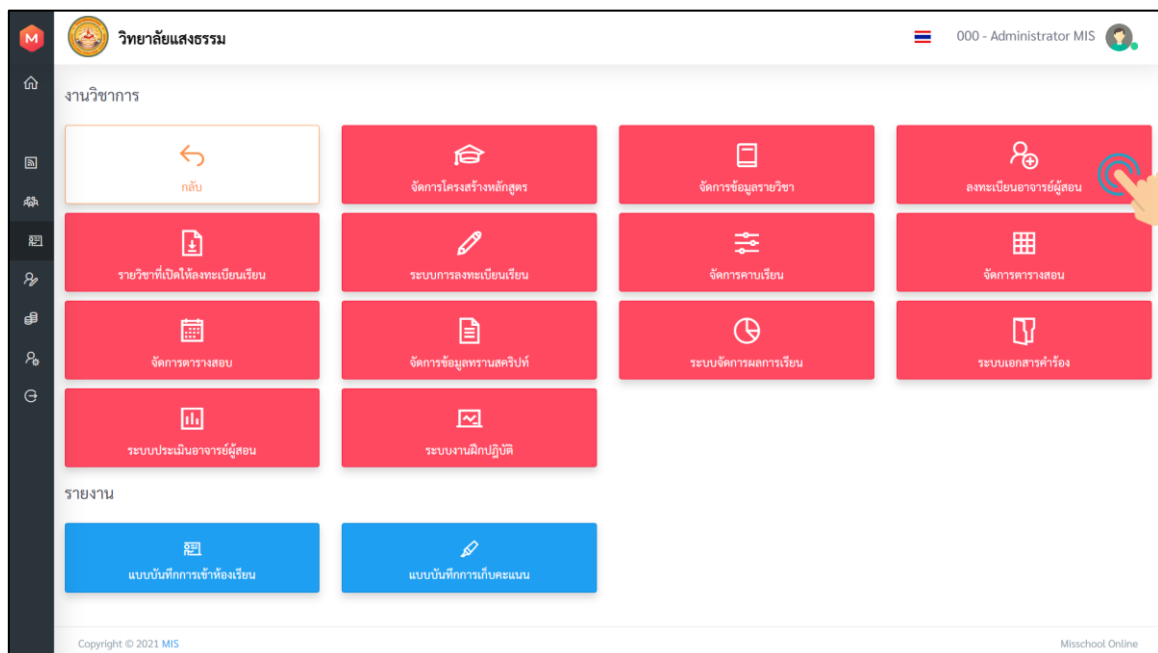 M
วิทยาลัยแสงธรรม
000 - Administrator MIS
งานวิชาการ
กลับ
จัดการโครงสร้างหลักสูตร
จัดการข้อมูลรายวิชา
ลงทะเบียนอาจารย์ผู้สอน
รายวิชาที่เปิดให้ลงทะเบียนเรียน
ระบบการลงทะเบียนเรียน
จัดการคาบเรียน
จัดการตารางสอน
จัดการตารางสอบ
จัดการข้อมูลทรานสคริปท์
ระบบจัดการผลการเรียน
ระบบเอกสารคำร้อง
ระบบประเมินอาจารย์ผู้สอน
ระบบงานฝึกปฏิบัติ
รายงาน
แบบบันทึกการเข้าห้องเรียน
แบบบันทึกการเก็บคะแนน
Copyright © 2021 MIS
Misschool Online